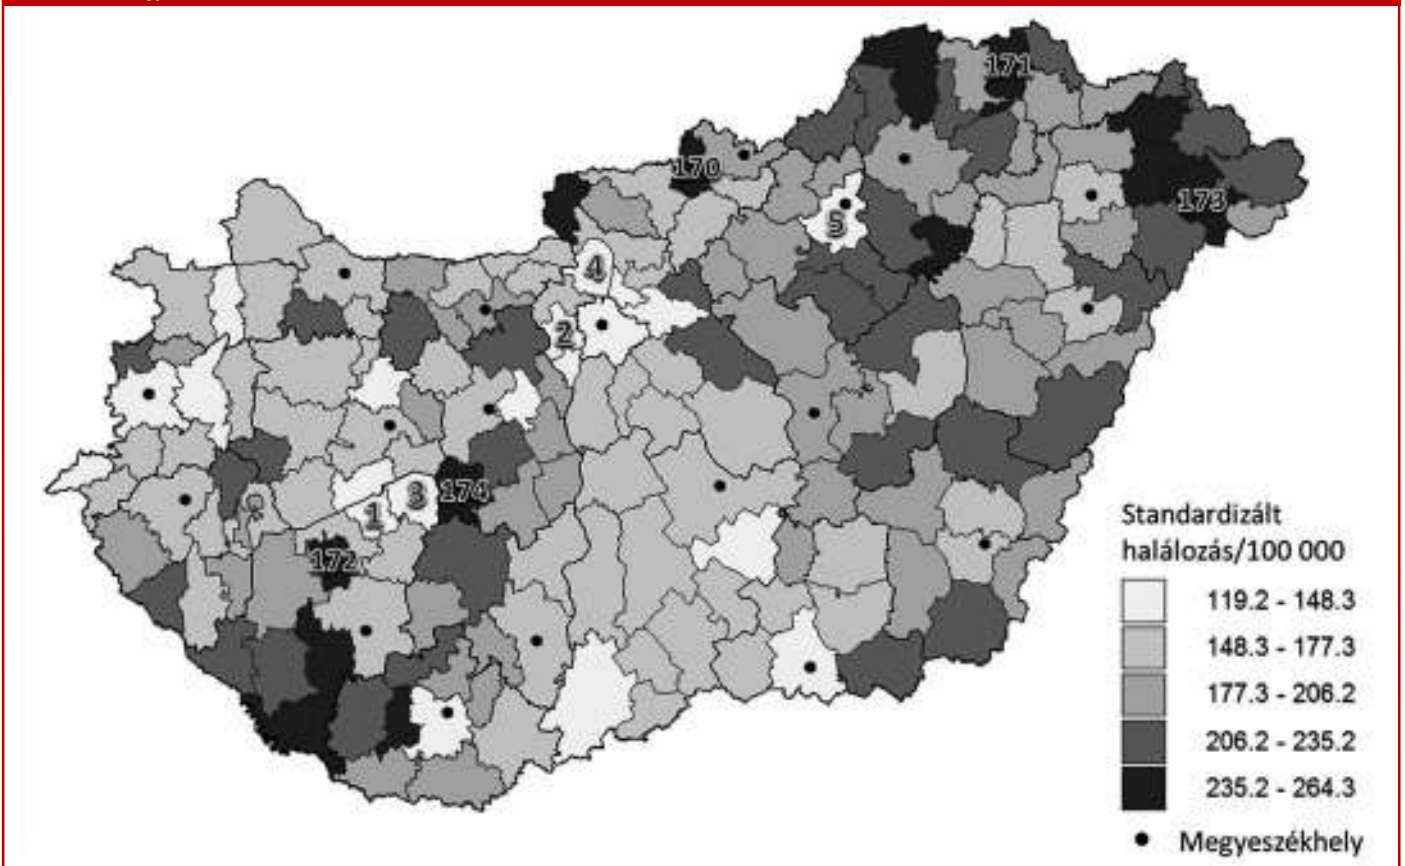 171
170
173
5
4
2
3
174
1
172
Standardizált
halálozás/100 000
119.2 - 148.3
148.3 - 177.3
177.3 - 206.2
206.2 - 235.2
235.2 - 264.3
Megyeszékhely